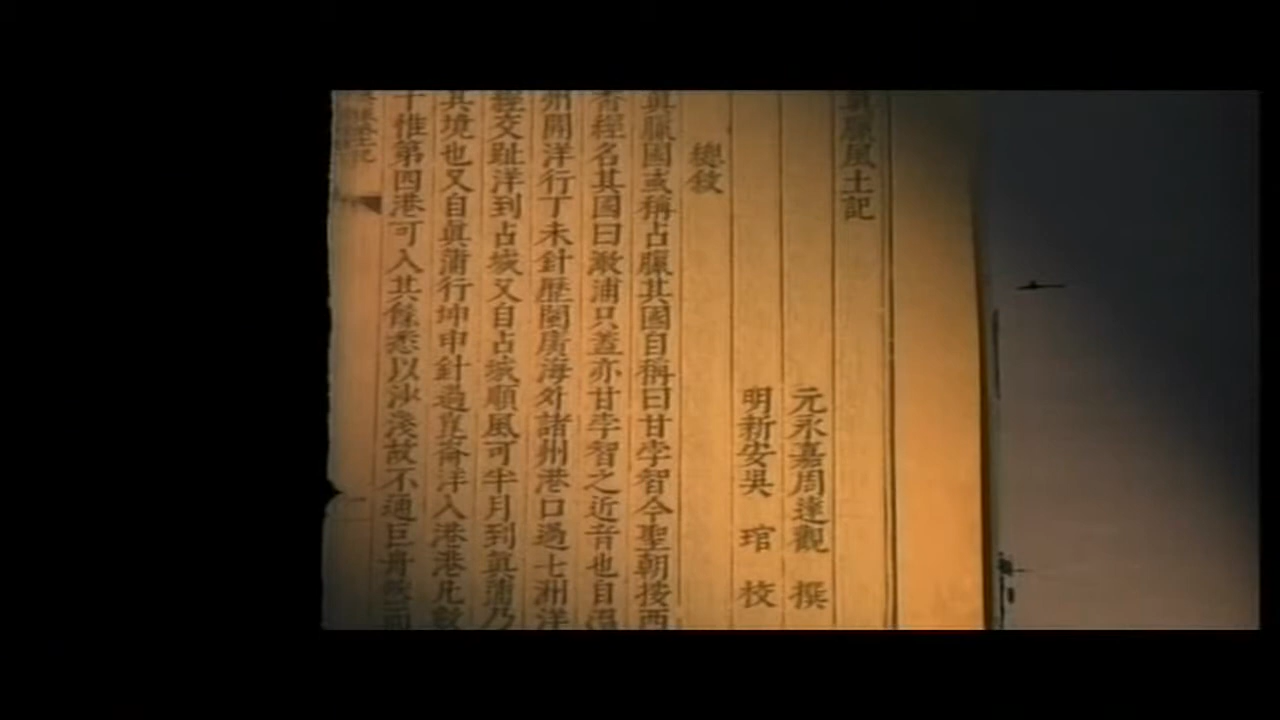 眞臘風土記
元永嘉周達觀 撰
明新安吳 琯 校
總敘
眞臘國或稱占臘其國自稱曰甘孛智今聖朝按西
番經名其國曰澉浦只蓋亦甘孛智之近音也自溫
州開洋行丁未針歷閩廣海外諸州港口過七洲洋
經交趾洋到占城又自占城順風可半月到眞蒲乃
其境也又自眞蒲行坤申針過崑崙洋入港港凡數
十惟第四港可入其餘悉以沙淺故不通巨舟然而